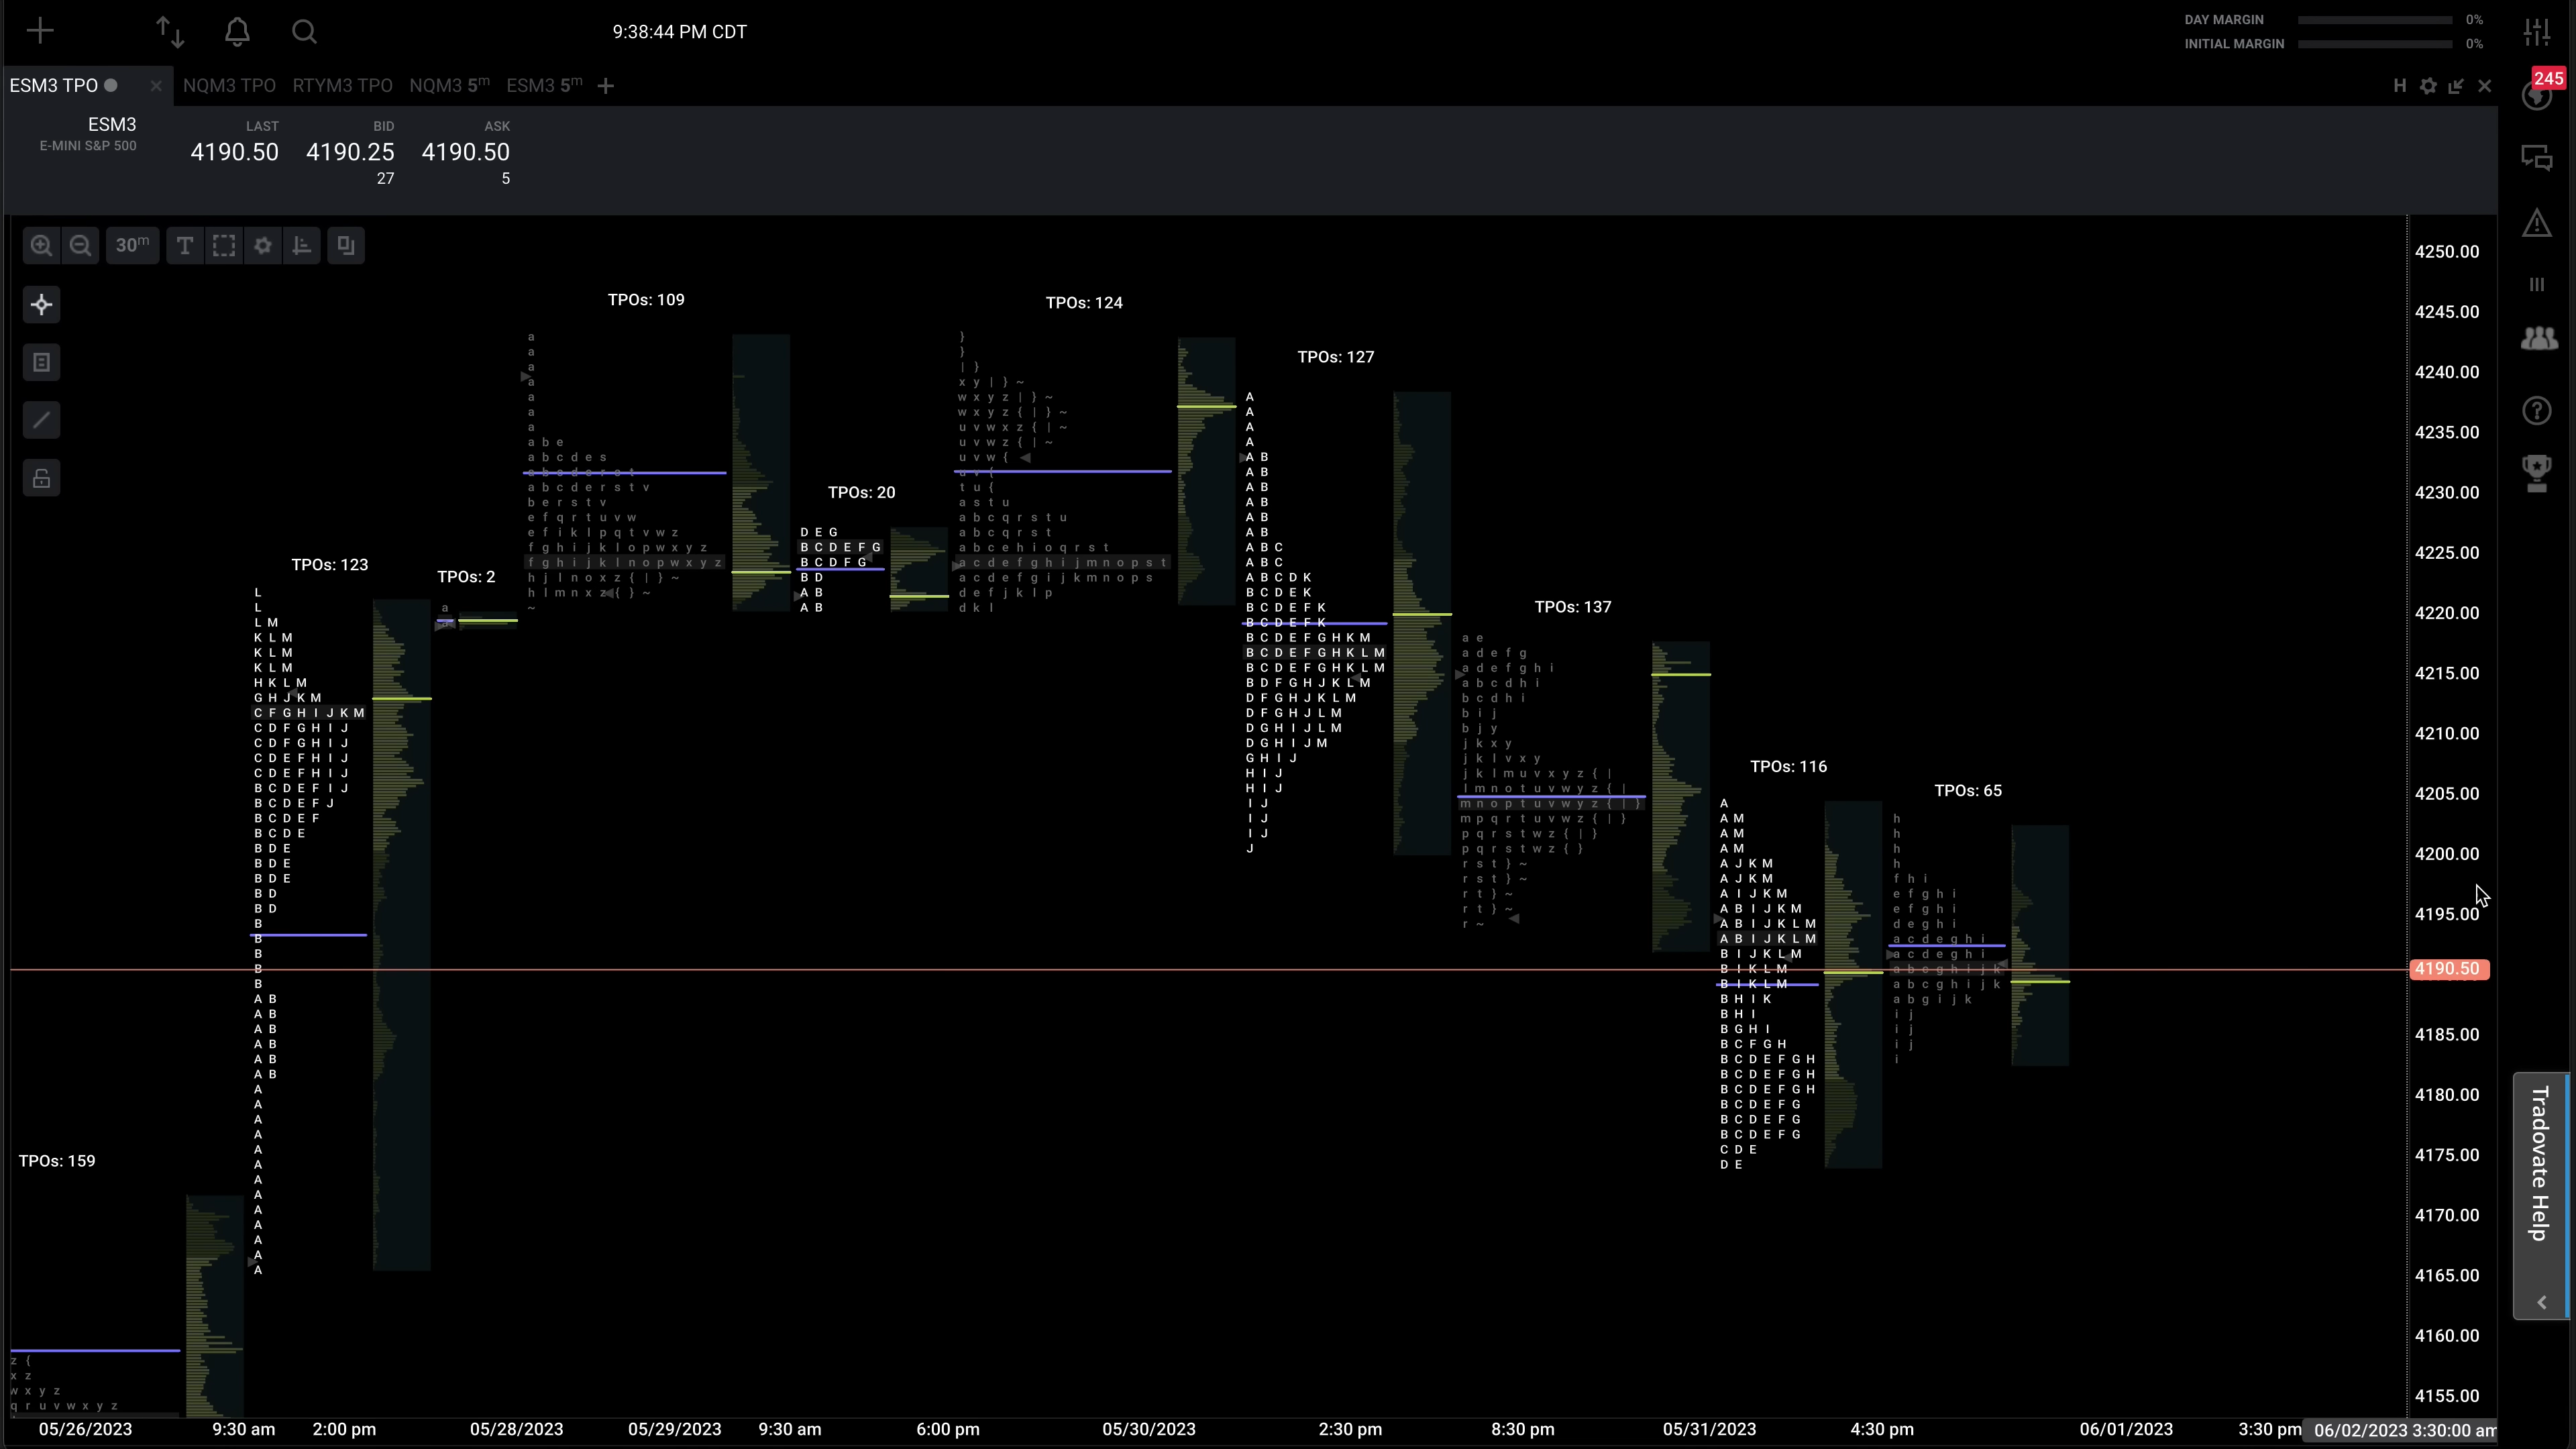 9:38:44 PM CDT
DAY MARGIN 0%
INITIAL MARGIN 0%
ESM3 TPO NQM3 TPO RTYM3 TPO NQM3 5m ESM3 5m
H
245
ESM3 LAST BID ASK
E-MINI S&P 500 4190.50 4190.25 4190.50
27 5
30m T
TPOs: 109
TPOs: 124
TPOs: 127
TPOs: 20
TPOs: 123
TPOs: 2
TPOs: 137
TPOs: 116
TPOs: 65
TPOs: 159
a
a
a
a
a
a
a
a b e
a b c d e s
a b c d e r s t v
b e r s t v
e f q r t u v w
e f i k l p q t v w z
f g h i j k l o p w x y z
f g h i j k l n o p w x y z
h j l n o x z { | } ~
~
D E G
B C D E F G
B C D F G
B D
A B
A B
}
}
| }
x y | } ~
w x y z | } ~
w x y z { | } ~
u v w x z { | ~
u v w z { | ~
u v w {
t u {
a s t u
a b c q r s t u
a b c q r s t
a b c e h i o q r s t
a c d e f g h i j m n o p s t
a c d e f g i j k m n o p s
d e f j k l p
d k l
A
A
A
A
A B
A B
A B
A B
A B
A B
A B C
A B C
A B C D K
B C D E K
B C D E F K
B C D E F K
B C D E F G H K M
B C D E F G H K L M
B C D E F G H K L M
B D F G H J K L M
D F G H J K L M
D F G H J L M
D G H I J L M
D G H I J M
G H I J
H I J
H I J
I J
I J
I J
J
L
L
L M
K L M
K L M
K L M
H K L M
G H J K M
C F G H I J K M
C D F G H I J
C D F G H I J
C D E F H I J
C D E F H I J
B C D E F I J
B C D E F J
B C D E F
B C D E
B D E
B D E
B D E
B D
B D
B
B
B
B
B
A B
A B
A B
A B
A B
A B
A
A
A
A
A
A
A
A
A
A
A
A
A
a
a e
a d e f g
a d e f g h i
a b c d h i
b c d h i
b i j
b j y
j k x y
j k l v x y
j k l m u v x y z { |
l m n o t u v w y z { |
m n o p t u v w y z { | }
m p q r t u v w z { | }
p q r s t w z { | }
p q r s t w z { }
r s t } ~
r s t } ~
r t } ~
r t } ~
r ~
A
A M
A M
A M
A J K M
A J K M
A I J K M
A B I J K M
A B I J K L M
A B I J K L M
B I J K L M
B I K L M
B I K L M
B H I K
B H I
B G H I
B C F G H
B C D E F G H
B C D E F G H
B C D E F G H
B C D E F G
B C D E F G
B C D E F G
C D E
D E
h
h
h
h
f h i
e f g h i
e f g h i
d e g h i
a c d e g h i
a c d e g h i
a b c g h i j k
a b c g h i j k
a b g i j k
i j
i j
i j
i
z {
x z
w x y z
q r u v w x y z
4250.00
4245.00
4240.00
4235.00
4230.00
4225.00
4220.00
4215.00
4210.00
4205.00
4200.00
4195.00
4190.50
4185.00
4180.00
4175.00
4170.00
4165.00
4160.00
4155.00
Tradovate Help
05/26/2023 9:30 am 2:00 pm 05/28/2023 05/29/2023 9:30 am 6:00 pm 05/30/2023 2:30 pm 8:30 pm 05/31/2023 4:30 pm 06/01/2023 3:30 pm 06/02/2023 3:30:00 am